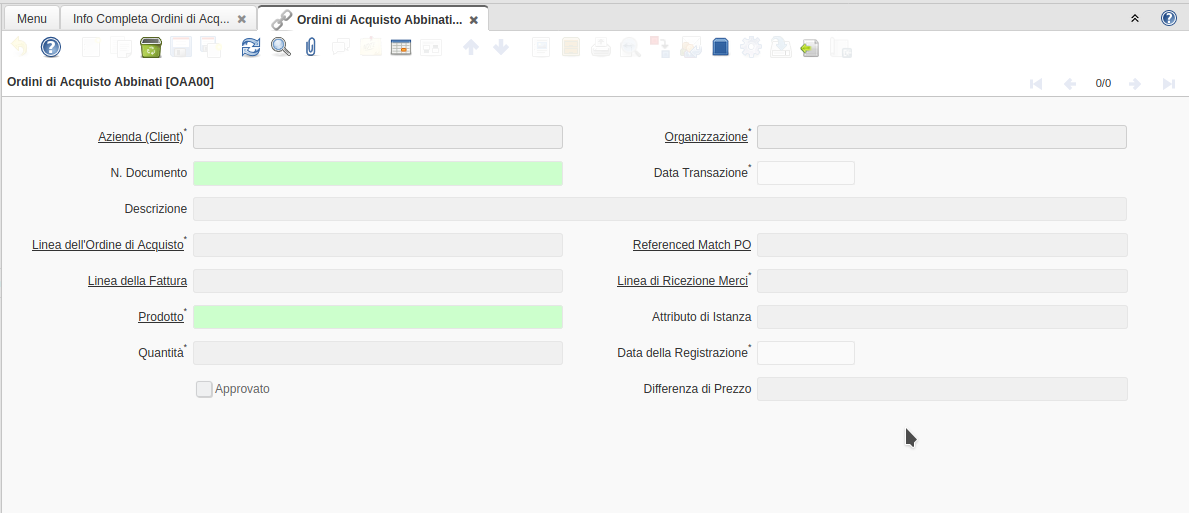 Menu
Info Completa Ordini di Acq...
Ordini di Acquisto Abbinati...
Ordini di Acquisto Abbinati [OAA00]
0/0
Azienda (Client)*
Organizzazione*
N. Documento
Data Transazione*
Descrizione
Linea dell'Ordine di Acquisto*
Referenced Match PO
Linea della Fattura
Linea di Ricezione Merci*
Prodotto*
Attributo di Istanza
Quantità*
Data della Registrazione*
Approvato
Differenza di Prezzo